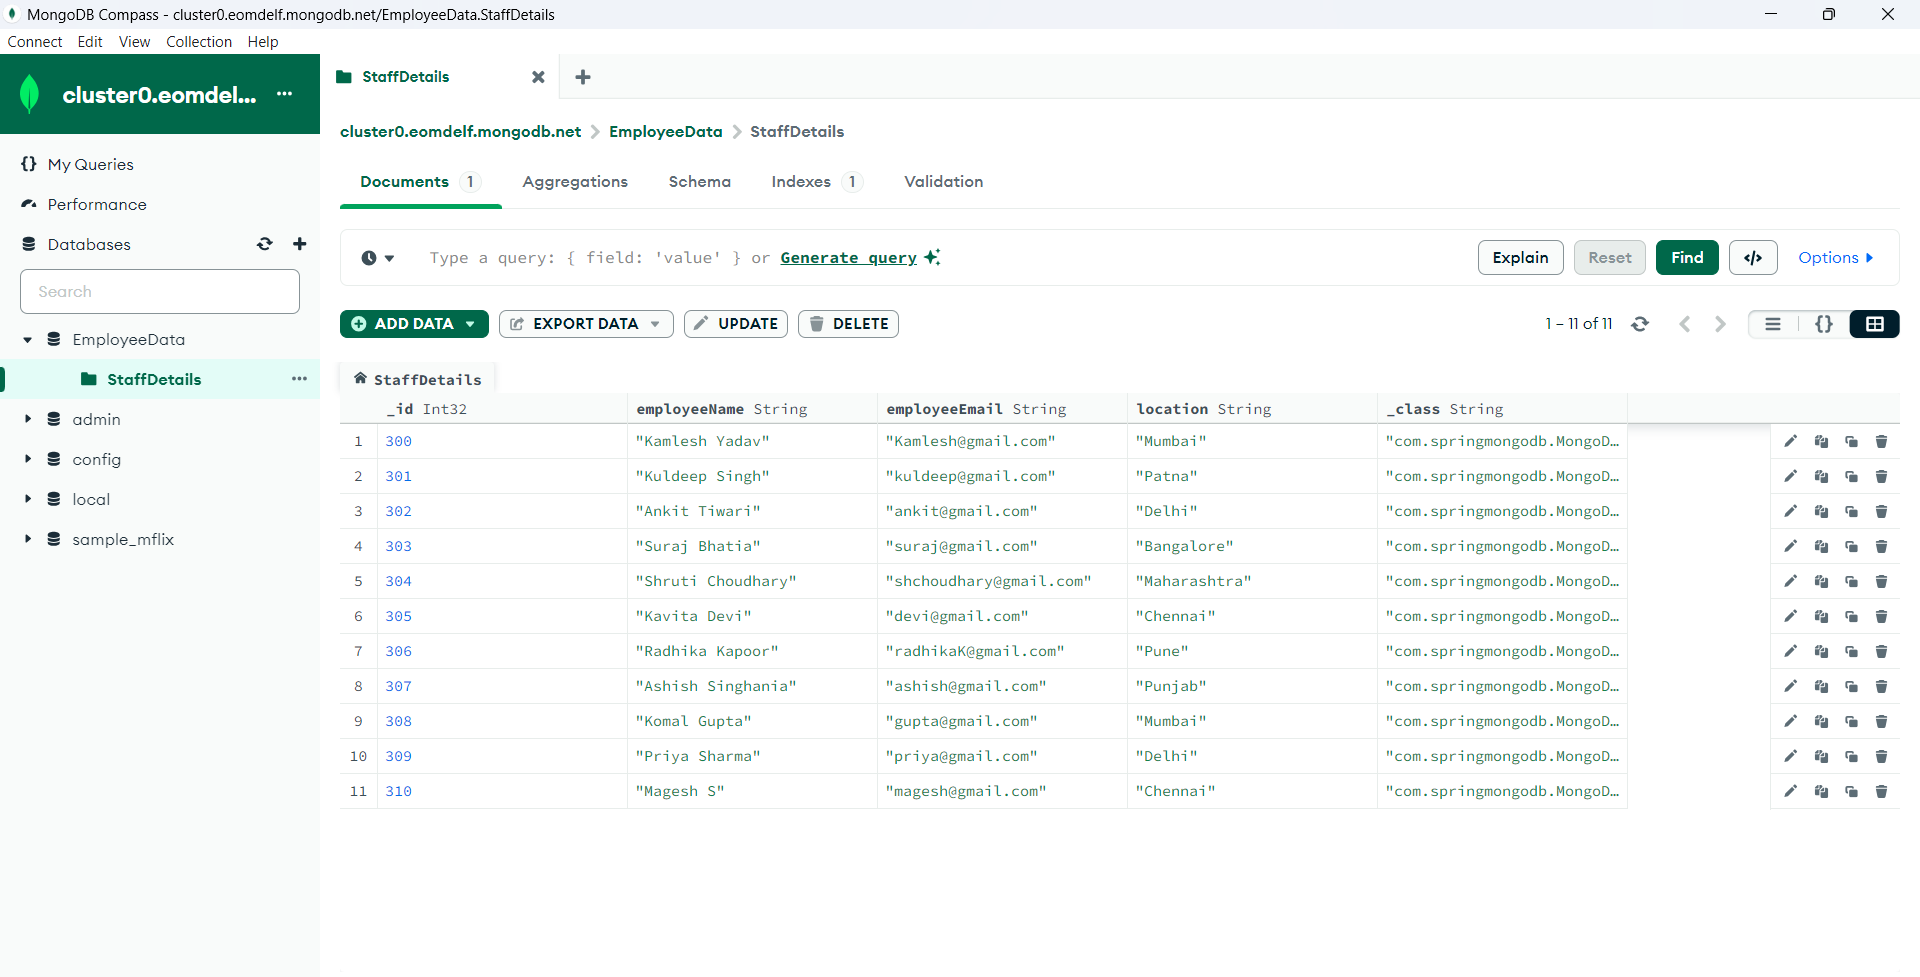 MongoDB Compass - cluster0.eomdelf.mongodb.net/EmployeeData.StaffDetails
Connect Edit View Collection Help
cluster0.eomdel... ...
StaffDetails
cluster0.eomdelf.mongodb.net > EmployeeData > StaffDetails
{} My Queries
Performance
Databases
Search
EmployeeData
StaffDetails ...
admin
config
local
sample_mflix
Documents 1 Aggregations Schema Indexes 1 Validation
Type a query: { field: 'value' } or Generate query
Explain Reset Find </> Options
ADD DATA EXPORT DATA UPDATE DELETE 1 – 11 of 11 {}
StaffDetails
_id Int32 employeeName String employeeEmail String location String _class String
1 300 "Kamlesh Yadav" "Kamlesh@gmail.com" "Mumbai" "com.springmongodb.MongoD…
2 301 "Kuldeep Singh" "kuldeep@gmail.com" "Patna" "com.springmongodb.MongoD…
3 302 "Ankit Tiwari" "ankit@gmail.com" "Delhi" "com.springmongodb.MongoD…
4 303 "Suraj Bhatia" "suraj@gmail.com" "Bangalore" "com.springmongodb.MongoD…
5 304 "Shruti Choudhary" "shchoudhary@gmail.com" "Maharashtra" "com.springmongodb.MongoD…
6 305 "Kavita Devi" "devi@gmail.com" "Chennai" "com.springmongodb.MongoD…
7 306 "Radhika Kapoor" "radhikaK@gmail.com" "Pune" "com.springmongodb.MongoD…
8 307 "Ashish Singhania" "ashish@gmail.com" "Punjab" "com.springmongodb.MongoD…
9 308 "Komal Gupta" "gupta@gmail.com" "Mumbai" "com.springmongodb.MongoD…
10 309 "Priya Sharma" "priya@gmail.com" "Delhi" "com.springmongodb.MongoD…
11 310 "Magesh S" "magesh@gmail.com" "Chennai" "com.springmongodb.MongoD…